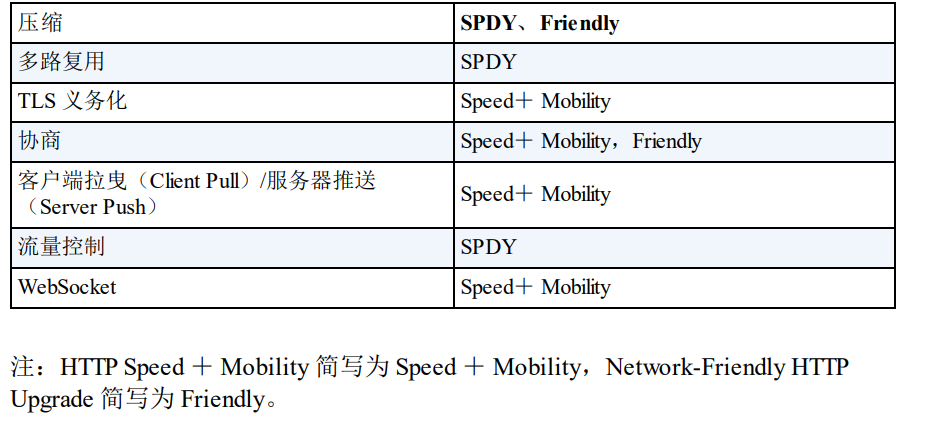 压缩 SPDY、Friendly
多路复用 SPDY
TLS 义务化 Speed＋ Mobility
协商 Speed＋ Mobility，Friendly
客户端拉曳（Client Pull）/服务器推送
（Server Push） Speed＋ Mobility
流量控制 SPDY
WebSocket Speed＋ Mobility
注：HTTP Speed ＋ Mobility 简写为 Speed ＋ Mobility，Network-Friendly HTTP
Upgrade 简写为 Friendly。